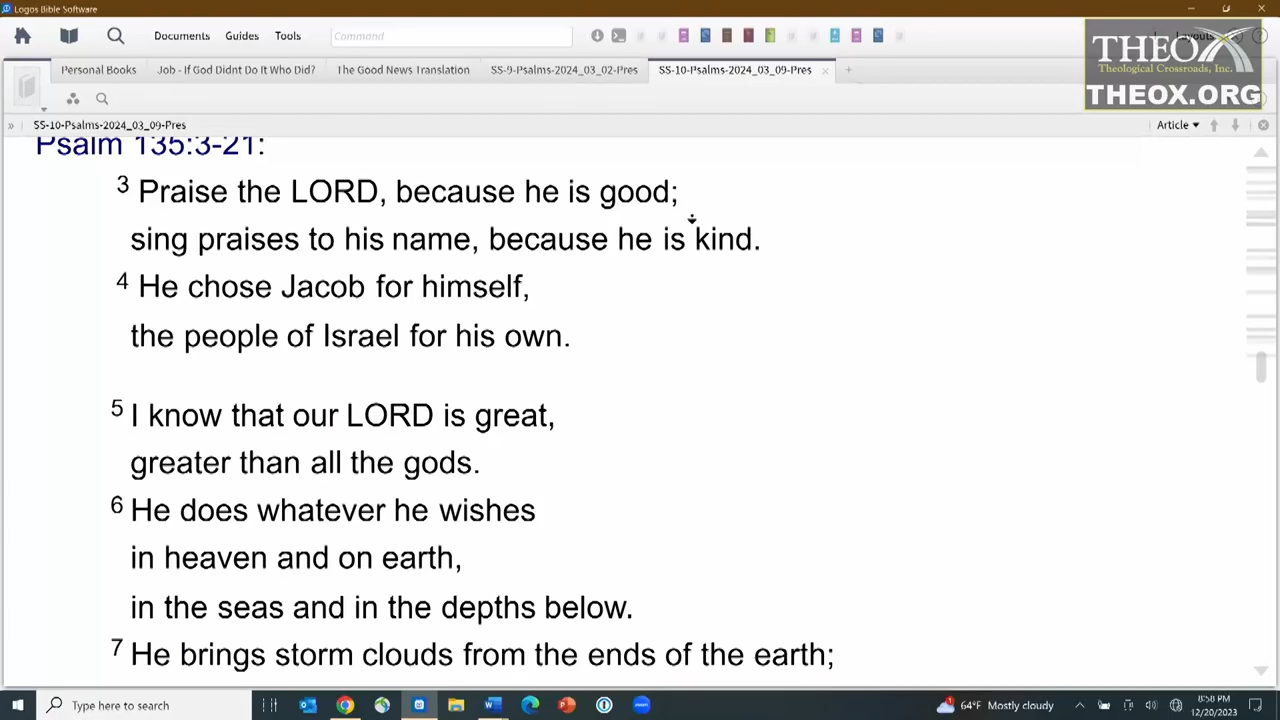 Logos Bible Software
Documents Guides Tools Command Layouts
THEOX
Theological Crossroads, Inc.
THEOX.ORG
Personal Books Job - If God Didnt Do It Who Did? The Good News Psalms-2024_03_02-Pres SS-10-Psalms-2024_03_09-Pres
» SS-10-Psalms-2024_03_09-Pres Article
Psalm 135:3-21:
3 Praise the LORD, because he is good;
sing praises to his name, because he is kind.
4 He chose Jacob for himself,
the people of Israel for his own.
5 I know that our LORD is great,
greater than all the gods.
6 He does whatever he wishes
in heaven and on earth,
in the seas and in the depths below.
7 He brings storm clouds from the ends of the earth;
Type here to search 64°F Mostly cloudy 8:58 PM
12/20/2023